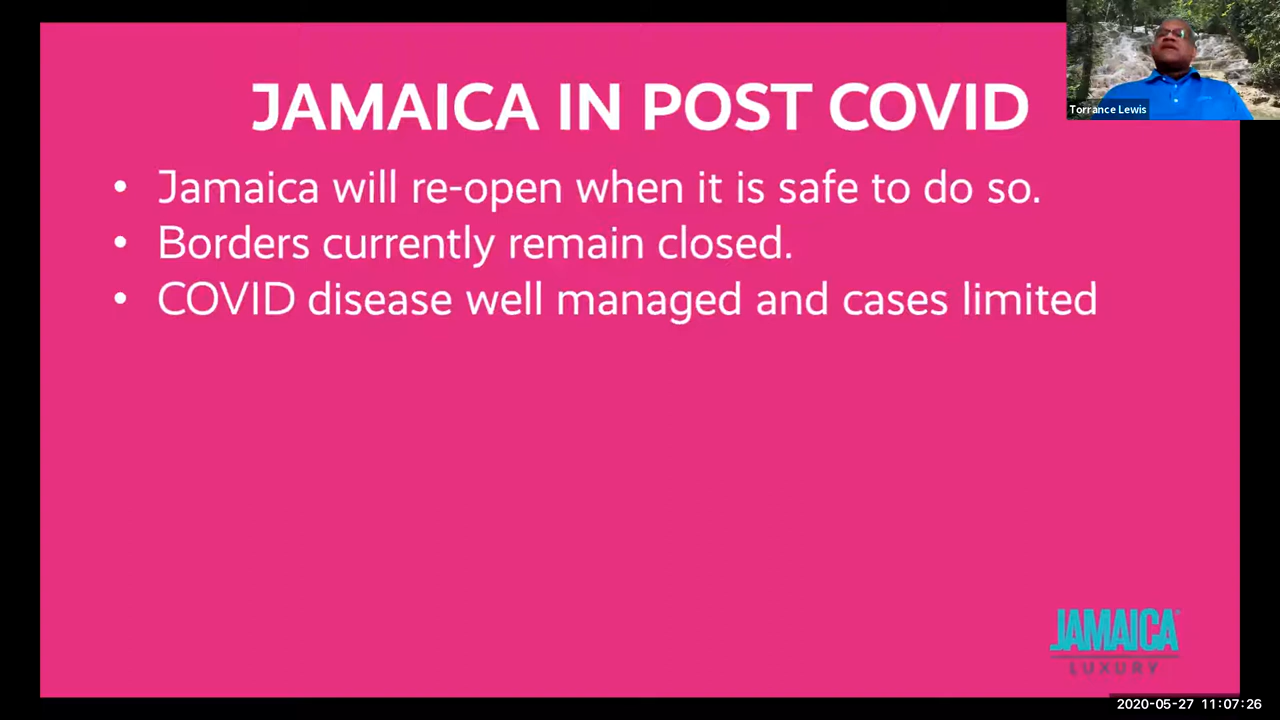 JAMAICA IN POST COVID
Torrance Lewis
• Jamaica will re-open when it is safe to do so.
• Borders currently remain closed.
• COVID disease well managed and cases limited
JAMAICA®
LUXURY
2020-05-27 11:07:26